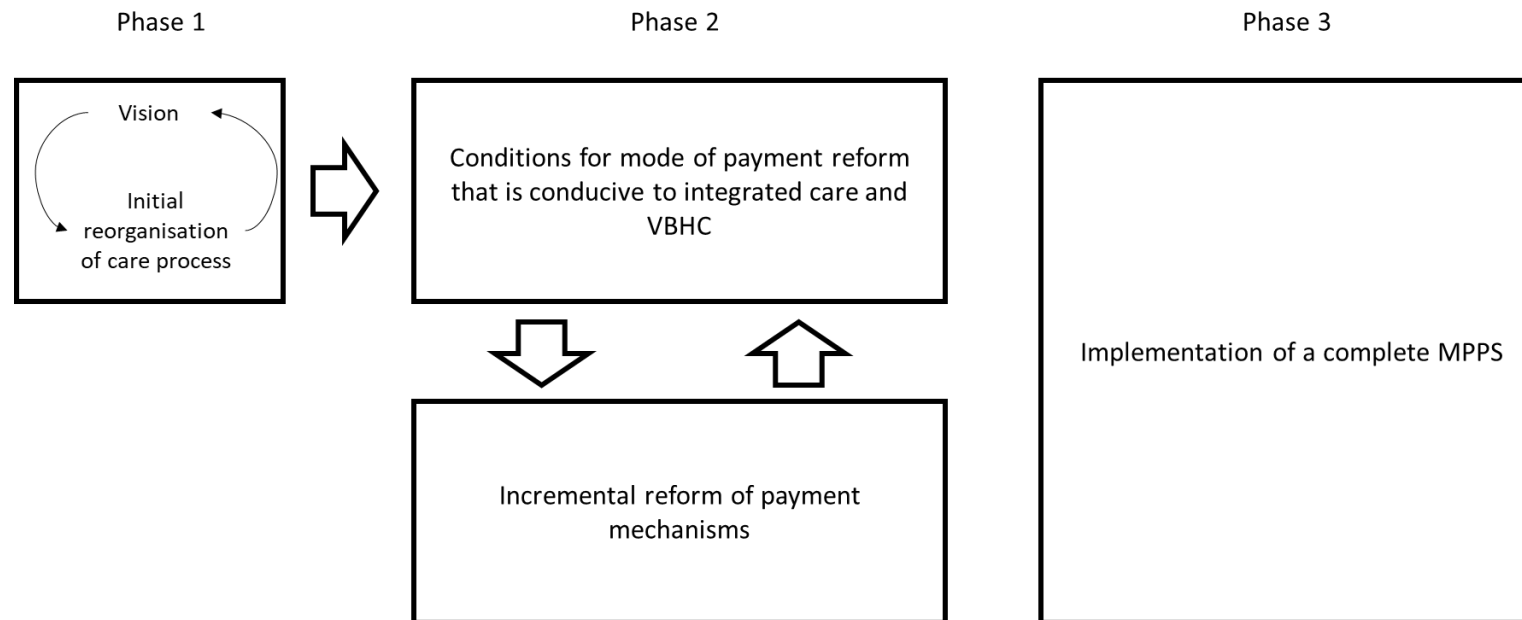 Phase 1
Phase 2
Phase 3
Vision
Initial
reorganisation
of care process
Conditions for mode of payment reform
that is conducive to integrated care and
VBHC
Incremental reform of payment
mechanisms
Implementation of a complete MPPS